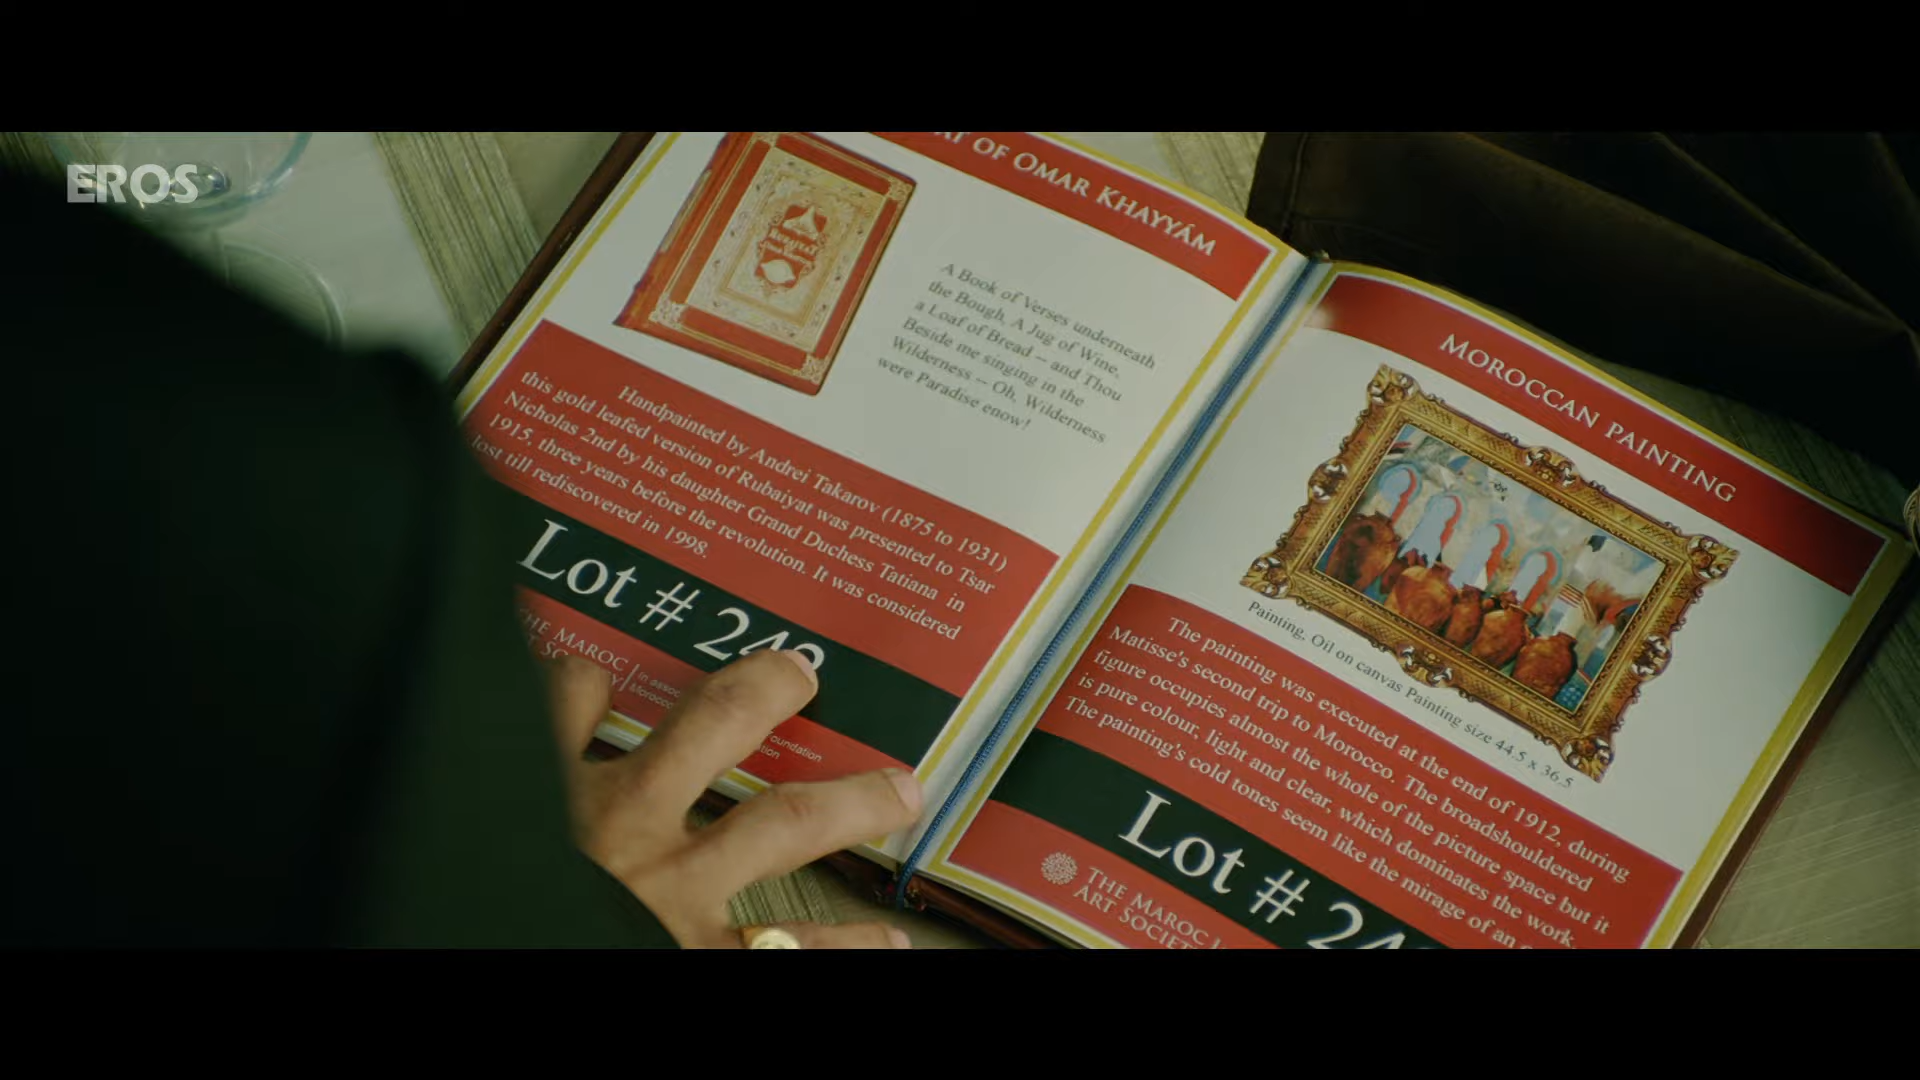 EROS
OF OMAR KHAYYÁM
A Book of Verses underneath
the Bough, A Jug of Wine,
a Loaf of Bread -- and Thou
Beside me singing in the
Wilderness -- Oh, Wilderness
were Paradise enow!
Handpainted by Andrei Takarov (1875 to 1931)
this gold leafed version of Rubaiyat was presented to Tsar
Nicholas 2nd by his daughter Grand Duchess Tatiana in
1915, three years before the revolution. It was considered
lost till rediscovered in 1998.
Lot #
THE MAROC
MOROCCAN PAINTING
Painting, Oil on canvas Painting size 44.5 x 36.5
The painting was executed at the end of 1912, during
Matisse's second trip to Morocco. The broadshouldered
figure occupies almost the whole of the picture space but it
is pure colour, light and clear, which dominates the work.
The painting's cold tones seem like the mirage of an
Lot #
THE MAROC
ART